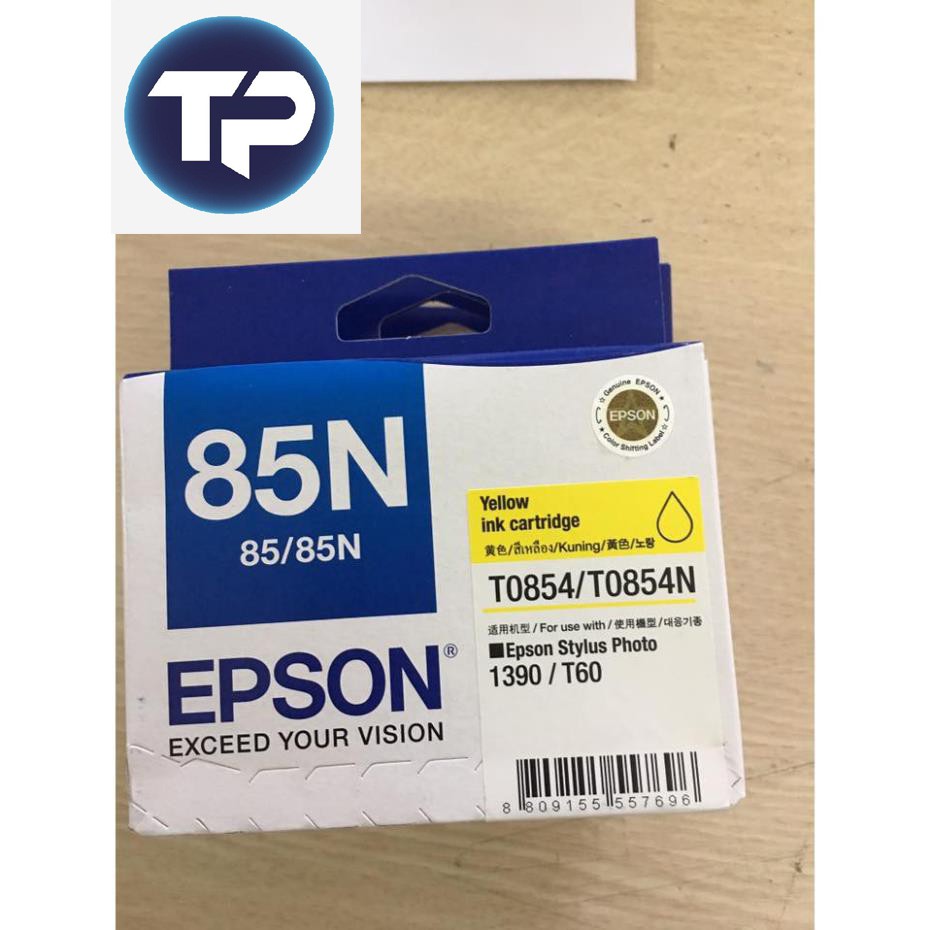 TP
85N
85/85N
EPSON®
EXCEED YOUR VISION
☆ Genuine EPSON ★
EPSON
★ Color Shifting Label ☆
Yellow
ink cartridge
黄色/สีเหลือง/Kuning/黃色/노랑
T0854/T0854N
适用机型/For use with/使用機型/대응기종
■Epson Stylus Photo
1390 / T60
8 809155 557696